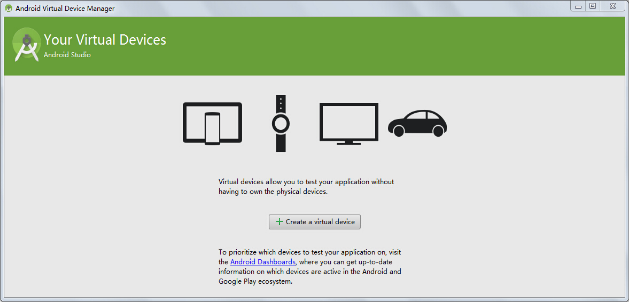 Android Virtual Device Manager
Your Virtual Devices
Android Studio
Virtual devices allow you to test your application without
having to own the physical devices.
+ Create a virtual device
To prioritize which devices to test your application on, visit
the Android Dashboards, where you can get up-to-date
information on which devices are active in the Android and
Google Play ecosystem.